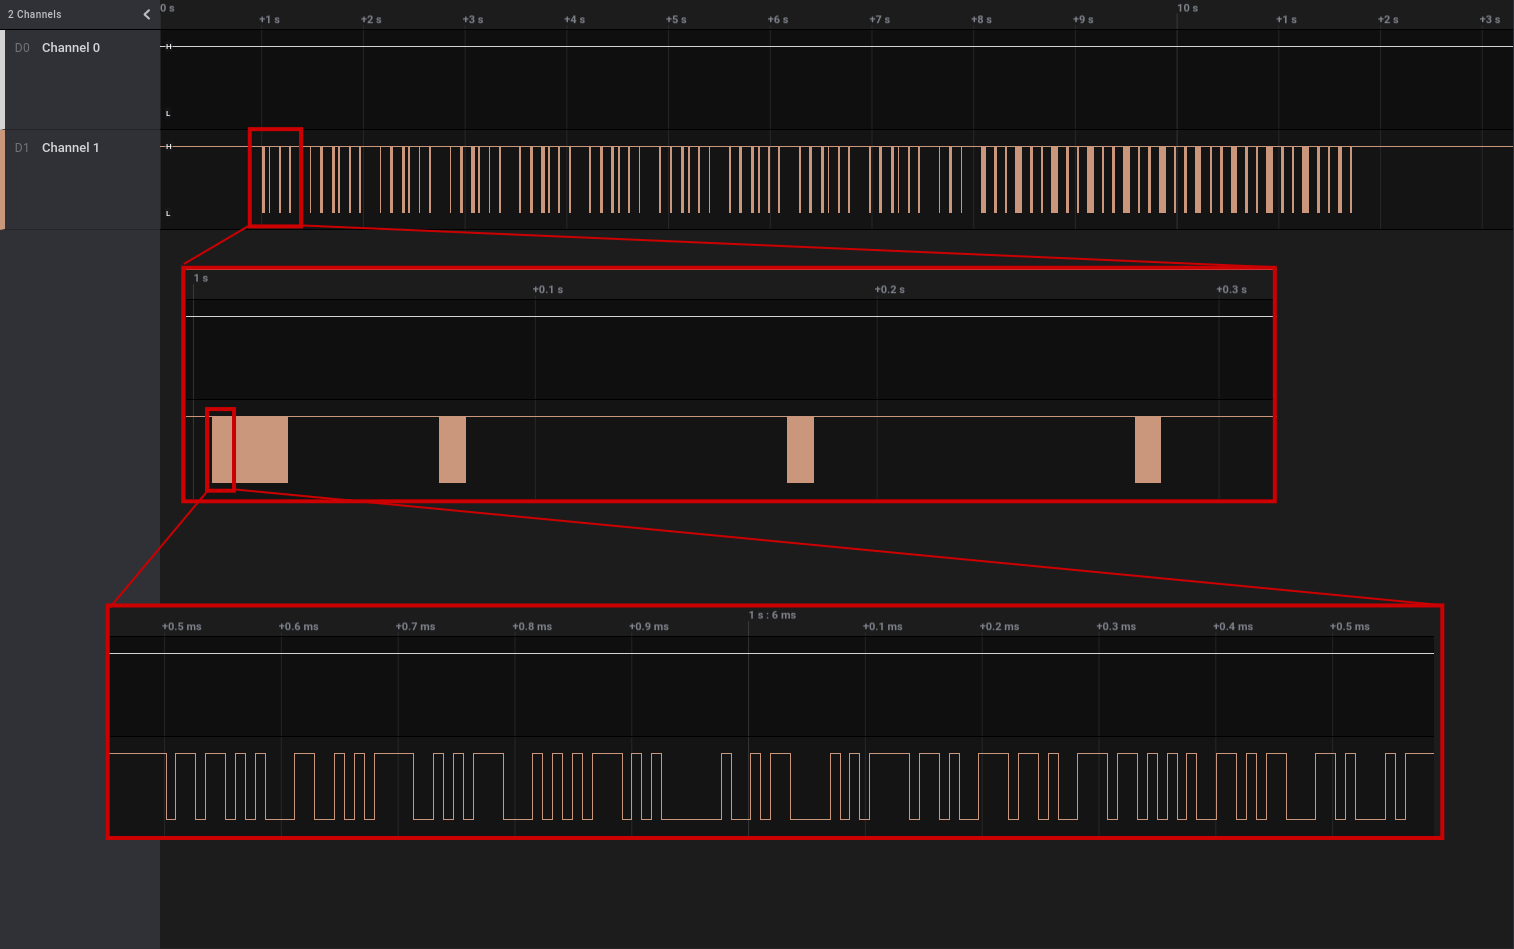 2 Channels
0 s
10 s
+1 s
+2 s
+3 s
+4 s
+5 s
+6 s
+7 s
+8 s
+9 s
+1 s
+2 s
+3 s
D0 Channel 0
H
L
D1 Channel 1
H
L
1 s
+0.1 s
+0.2 s
+0.3 s
1 s : 6 ms
+0.5 ms
+0.6 ms
+0.7 ms
+0.8 ms
+0.9 ms
+0.1 ms
+0.2 ms
+0.3 ms
+0.4 ms
+0.5 ms